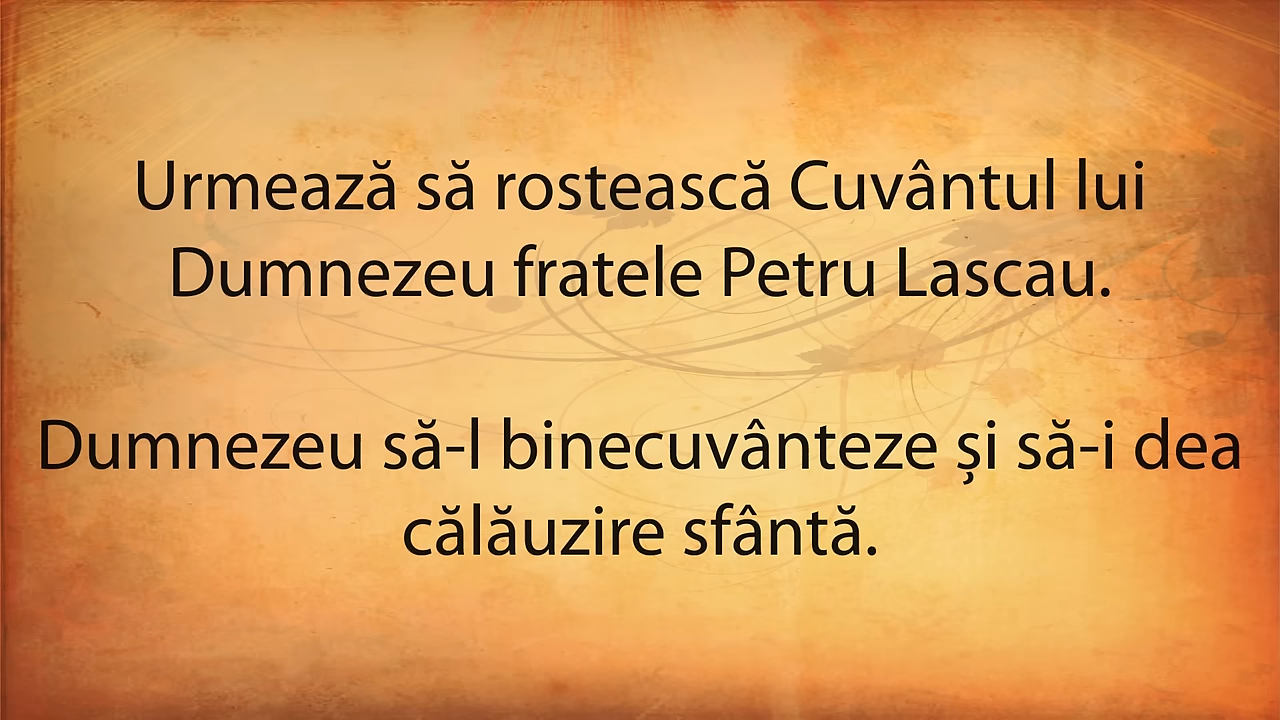 Urmează să rostească Cuvântul lui
Dumnezeu fratele Petru Lascau.
Dumnezeu să-l binecuvânteze și să-i dea
călăuzire sfântă.